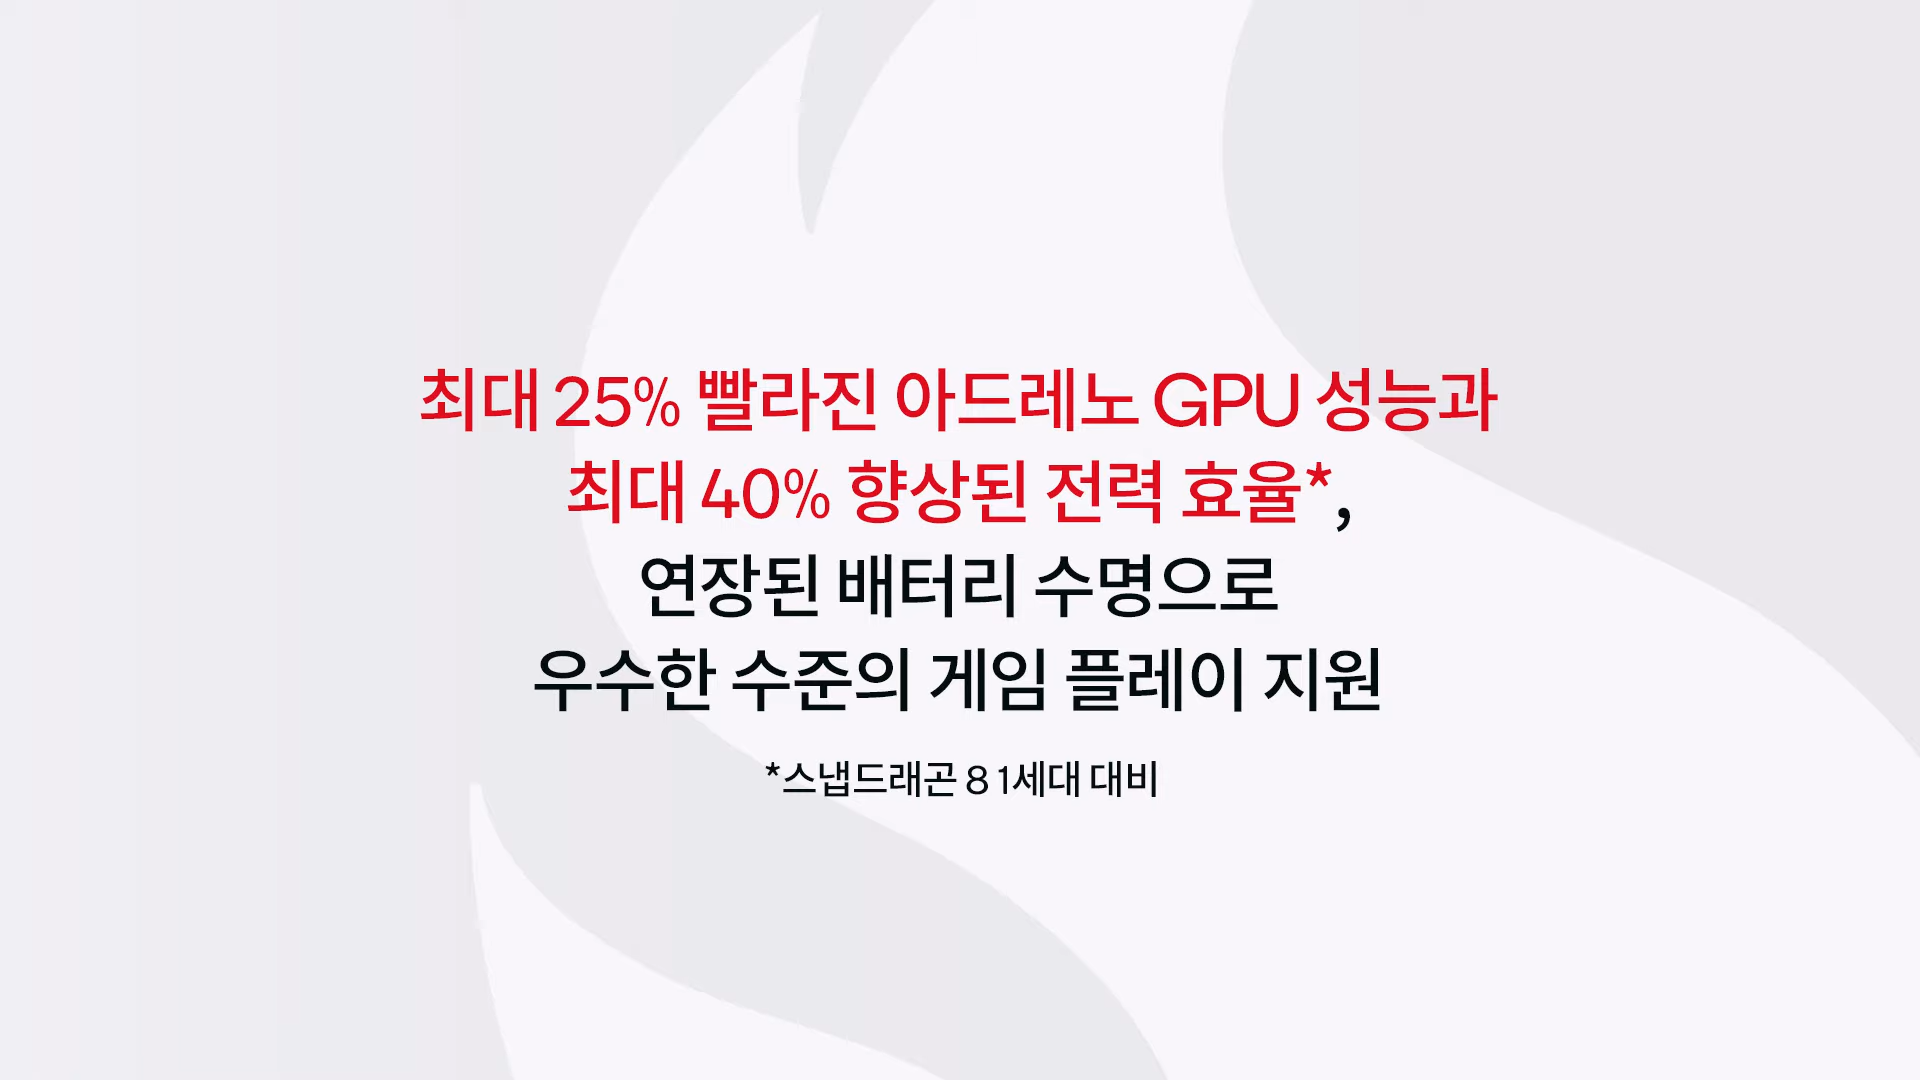 최대 25% 빨라진 아드레노 GPU 성능과
최대 40% 향상된 전력 효율*,
연장된 배터리 수명으로
우수한 수준의 게임 플레이 지원
*스냅드래곤 8 1세대 대비